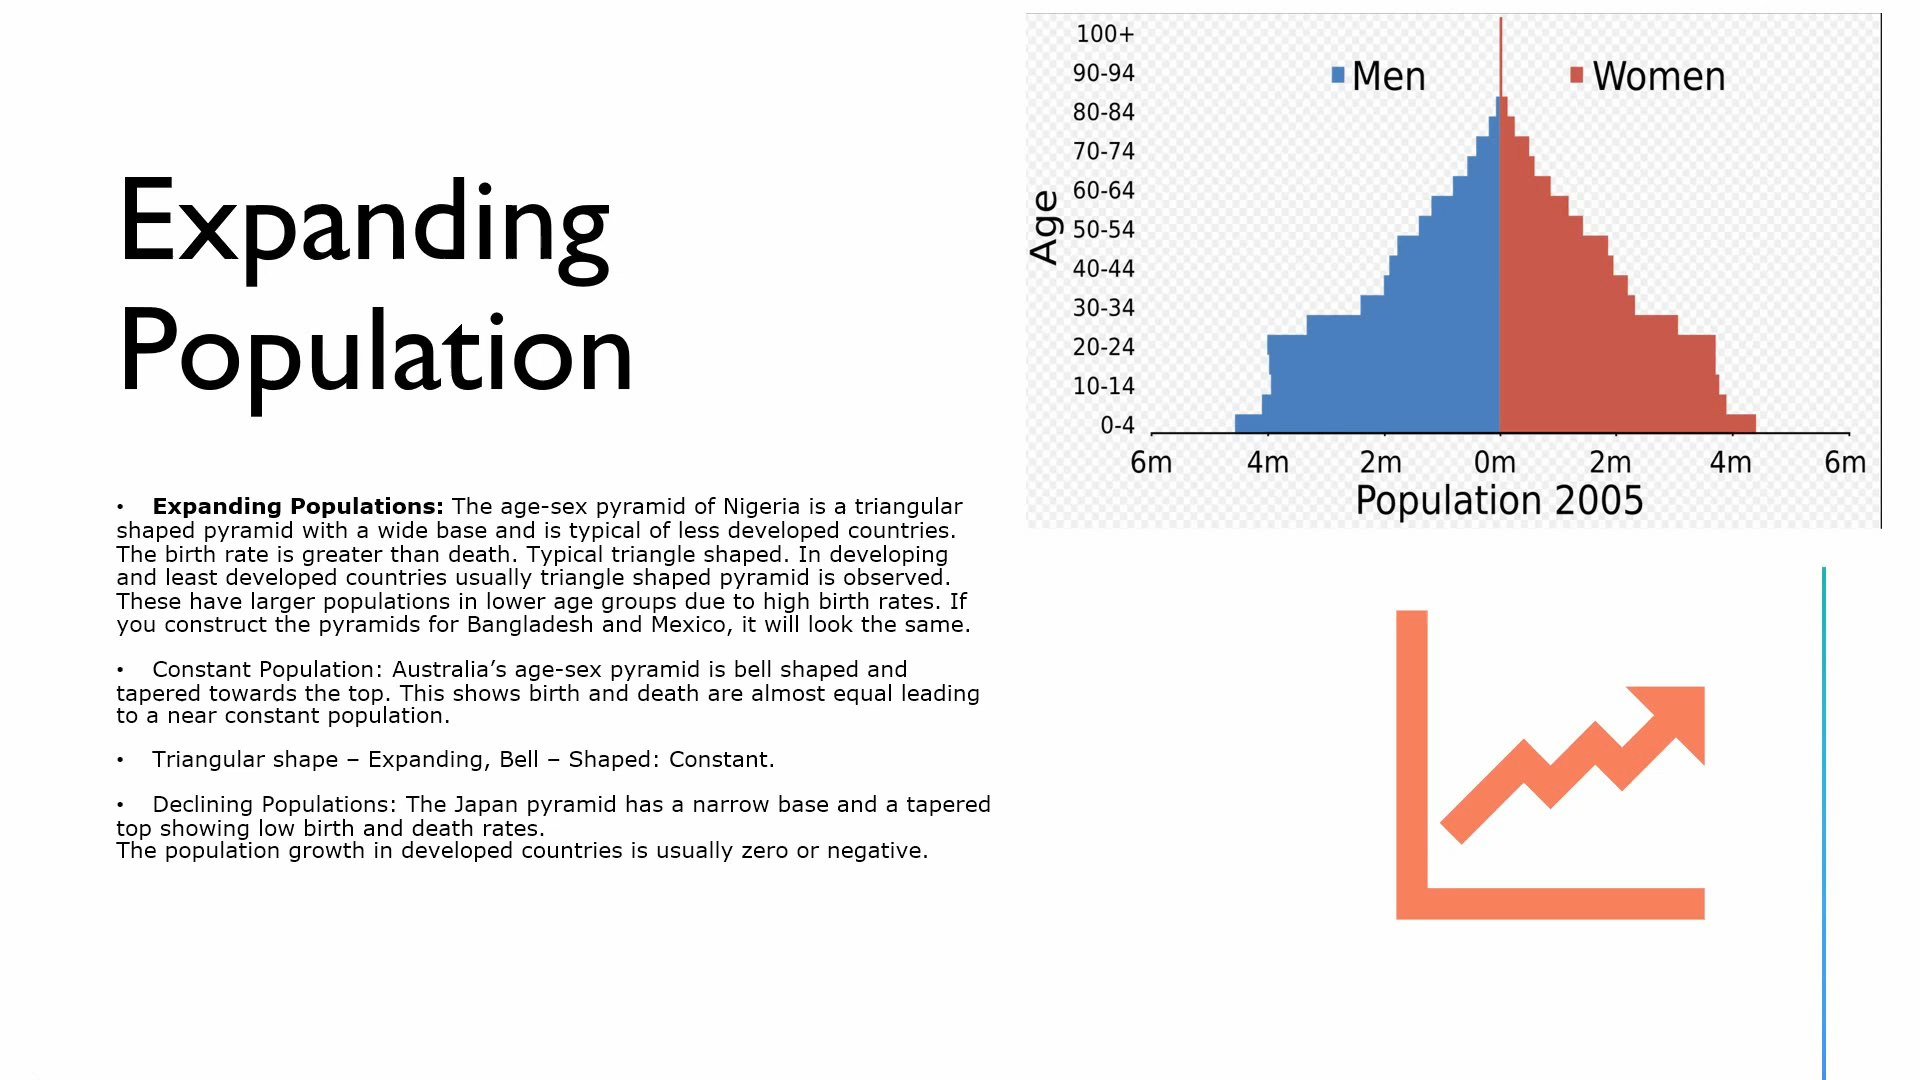 Expanding
Population
• Expanding Populations: The age-sex pyramid of Nigeria is a triangular
shaped pyramid with a wide base and is typical of less developed countries.
The birth rate is greater than death. Typical triangle shaped. In developing
and least developed countries usually triangle shaped pyramid is observed.
These have larger populations in lower age groups due to high birth rates. If
you construct the pyramids for Bangladesh and Mexico, it will look the same.
• Constant Population: Australia’s age-sex pyramid is bell shaped and
tapered towards the top. This shows birth and death are almost equal leading
to a near constant population.
• Triangular shape – Expanding, Bell – Shaped: Constant.
• Declining Populations: The Japan pyramid has a narrow base and a tapered
top showing low birth and death rates.
The population growth in developed countries is usually zero or negative.
Men Women
Age
100+
90-94
80-84
70-74
60-64
50-54
40-44
30-34
20-24
10-14
0-4
6m 4m 2m 0m 2m 4m 6m
Population 2005